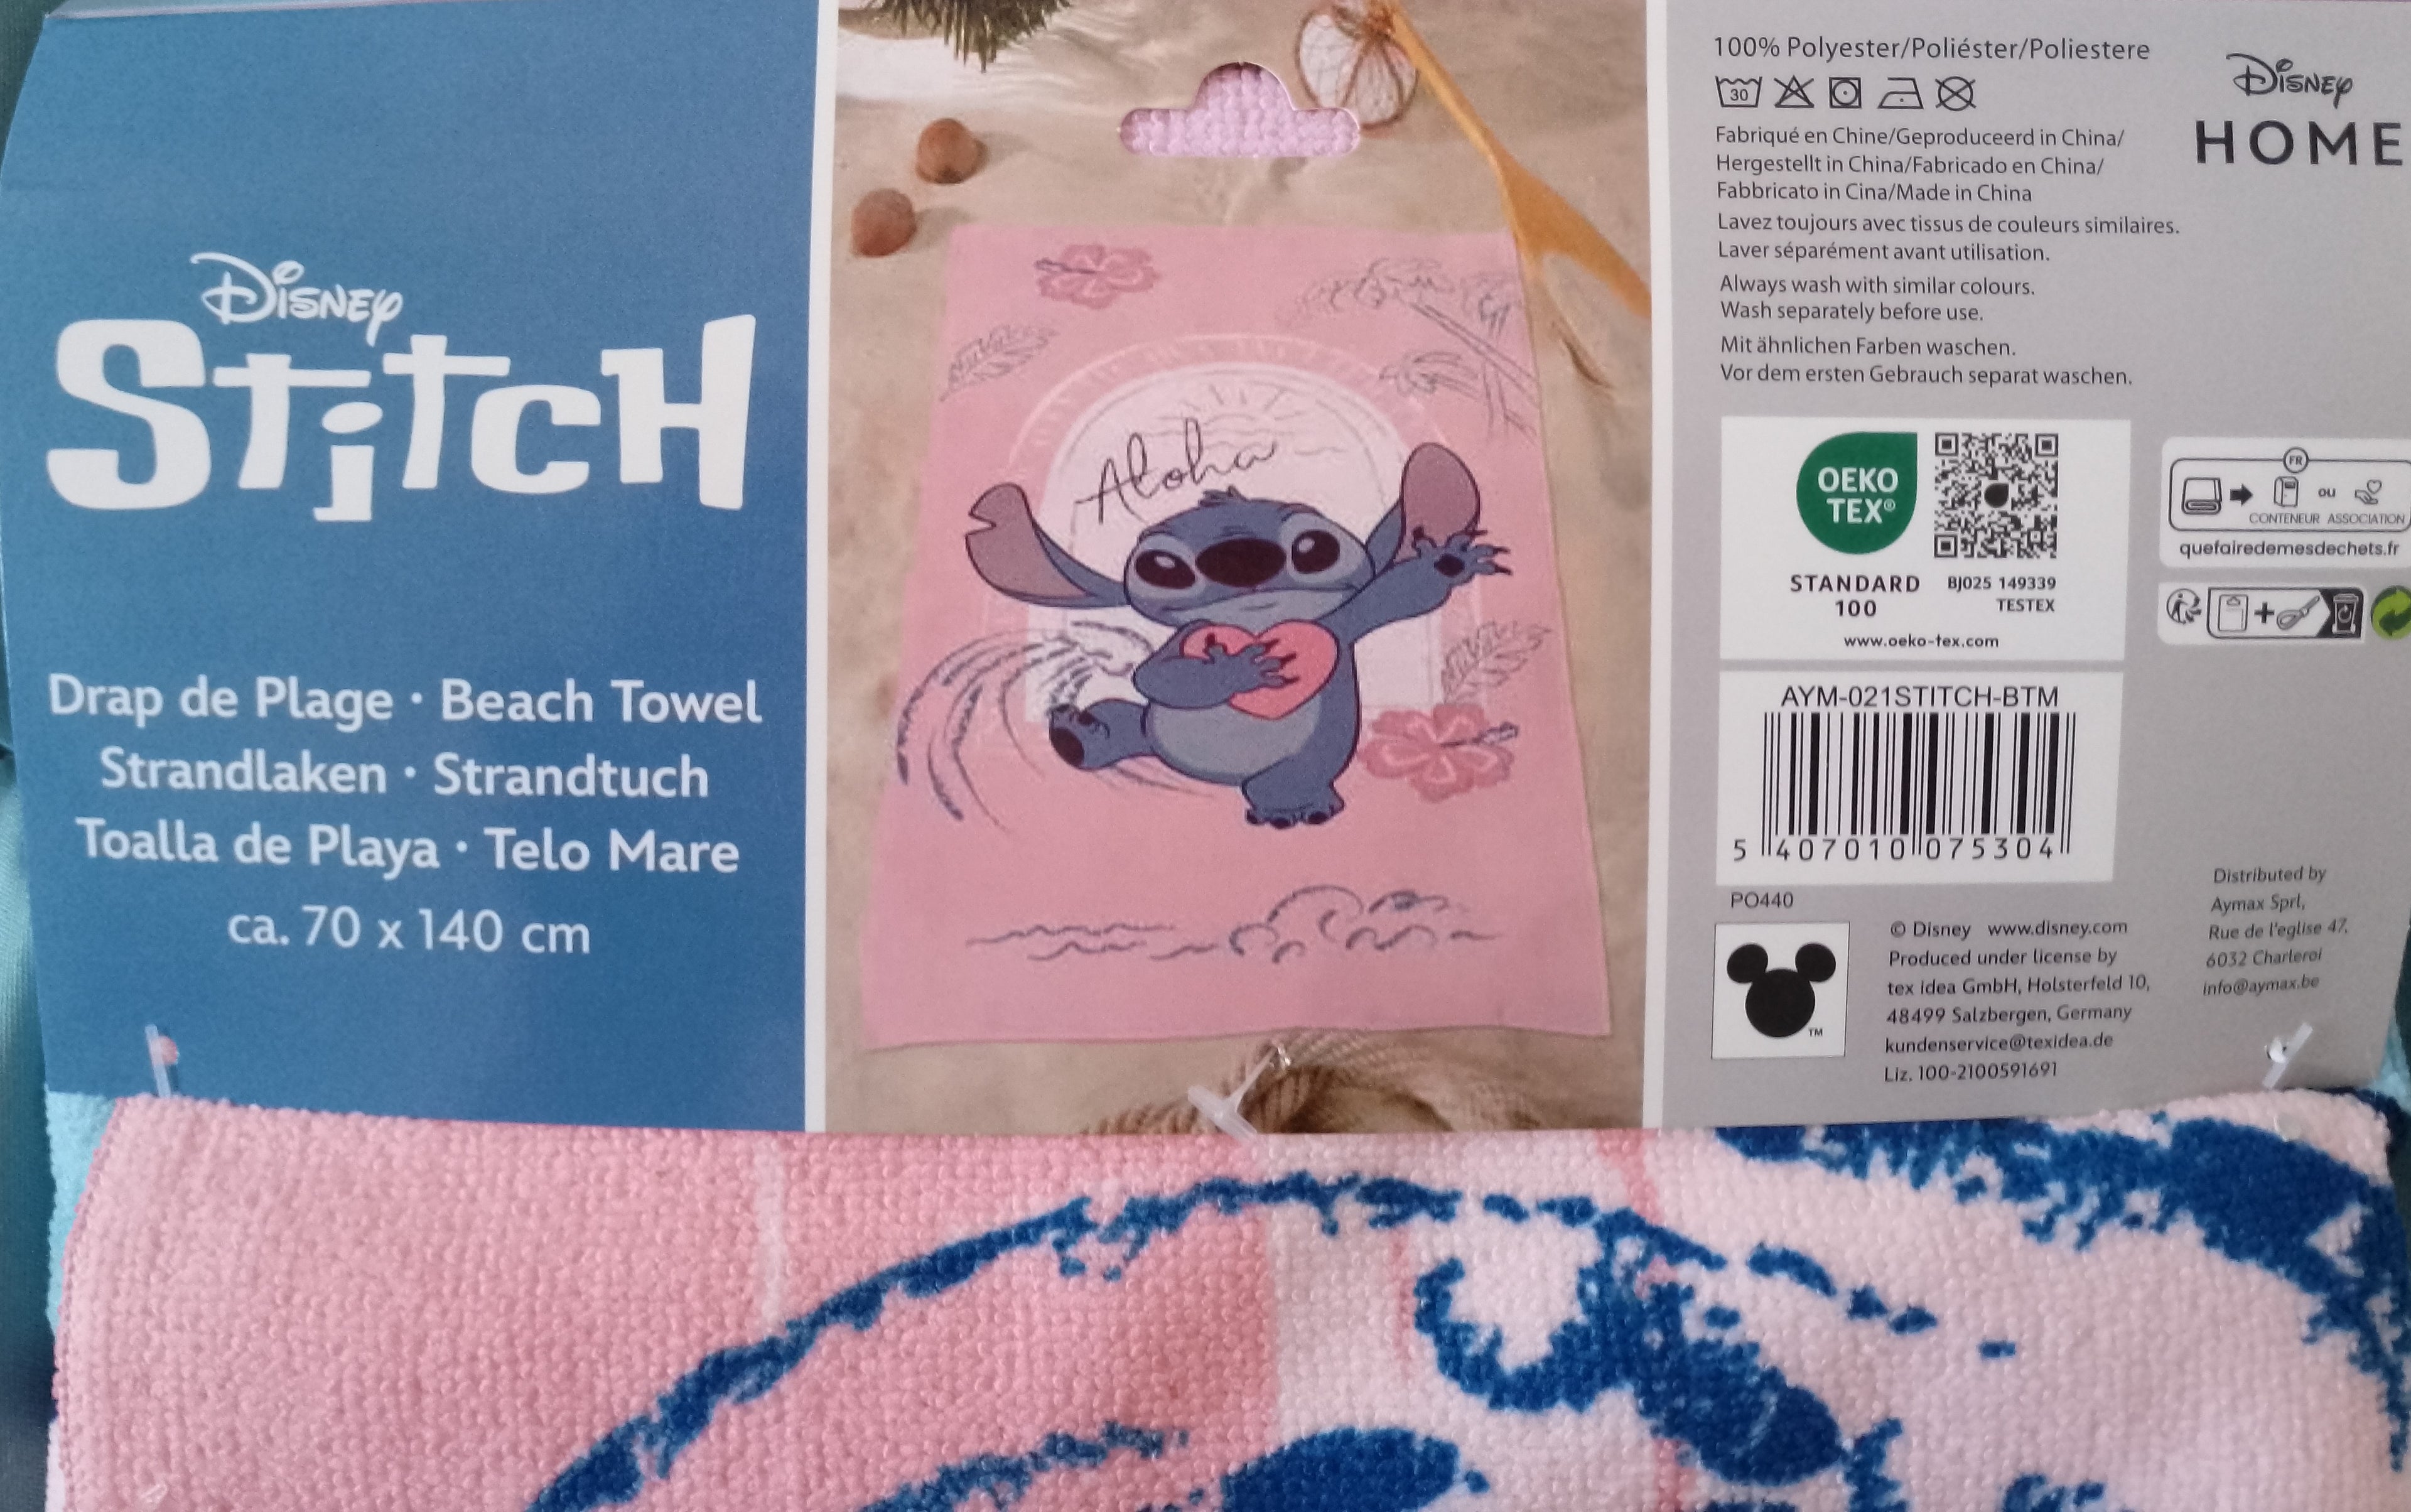 Disney
Stitch
Drap de Plage • Beach Towel
Strandlaken • Strandtuch
Toalla de Playa • Telo Mare
ca. 70 x 140 cm
Aloha
100% Polyester/Poliéster/Poliestere
30
Fabriqué en Chine/Geproduceerd in China/
Hergestellt in China/Fabricado en China/
Fabbricato in Cina/Made in China
Lavez toujours avec tissus de couleurs similaires.
Laver séparément avant utilisation.
Always wash with similar colours.
Wash separately before use.
Mit ähnlichen Farben waschen.
Vor dem ersten Gebrauch separat waschen.
Disney
HOME
OEKO
TEX®
STANDARD
100
BJ025 149339
TESTEX
www.oeko-tex.com
FR
OU
CONTENEUR ASSOCIATION
quefairedemesdechets.fr
AYM-021STITCH-BTM
5 407010 075304
PO440
TM
© Disney www.disney.com
Produced under license by
tex idea GmbH, Holsterfeld 10,
48499 Salzbergen, Germany
kundenservice@texidea.de
Liz. 100-2100591691
Distributed by
Aymax Sprl,
Rue de l'eglise 47,
6032 Charleroi
info@aymax.be